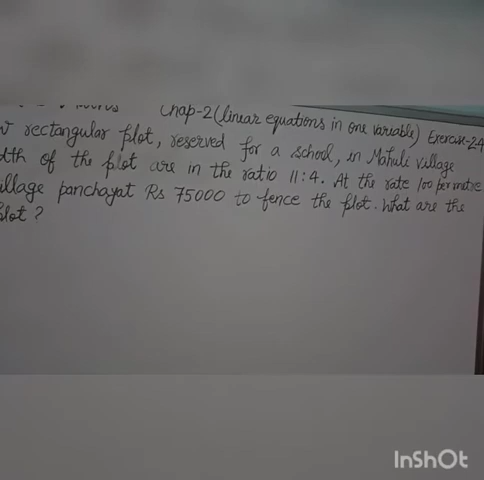 Chap-2 (linear equations in one variable) Exercise-2.4
rectangular plot, reserved for a school, in Mahuli village
dth of the plot are in the ratio 11:4. At the rate 100 per metre
illage panchayat Rs 75000 to fence the plot. What are the
plot?
InShOt